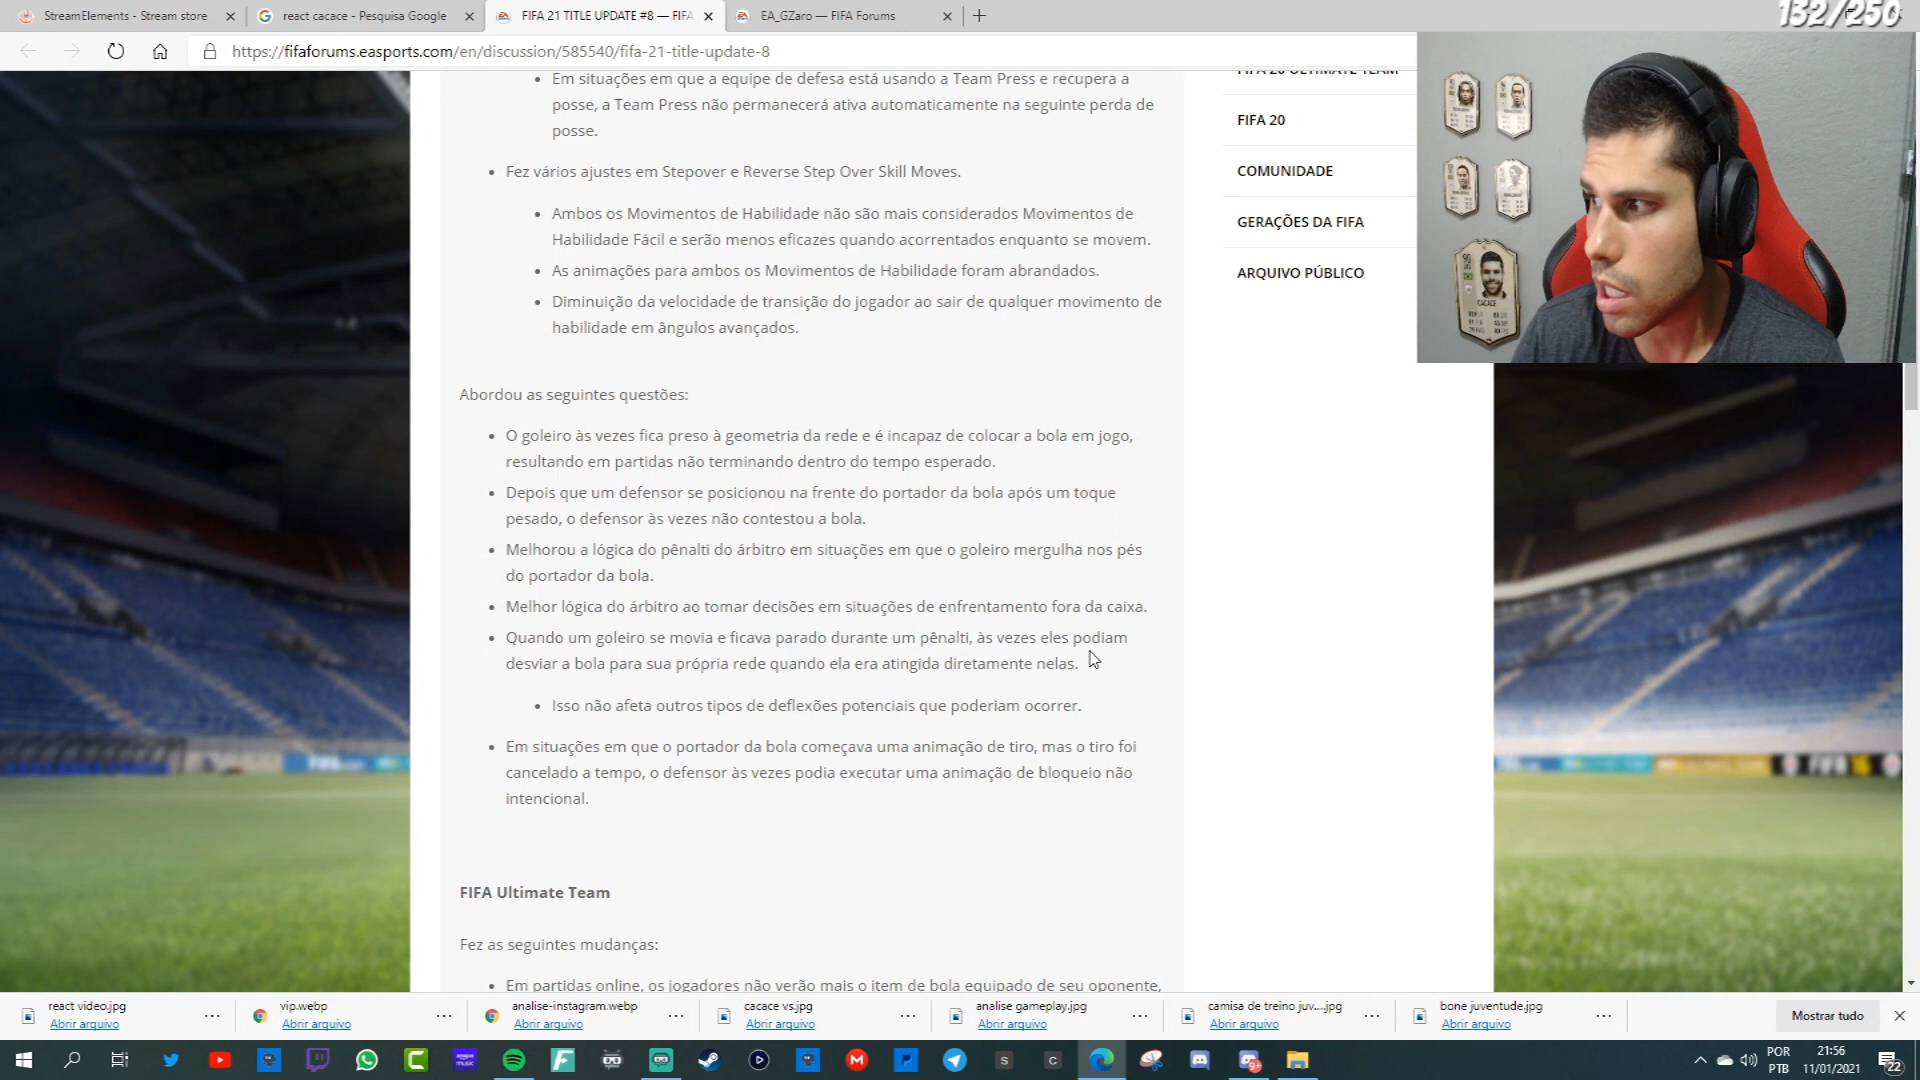 StreamElements - Stream store
react cacace - Pesquisa Google
FIFA 21 TITLE UPDATE #8 — FIFA
EA_GZaro — FIFA Forums
132/250
https://fifaforums.easports.com/en/discussion/585540/fifa-21-title-update-8
Em situações em que a equipe de defesa está usando a Team Press e recupera a
posse, a Team Press não permanecerá ativa automaticamente na seguinte perda de
posse.
Fez vários ajustes em Stepover e Reverse Step Over Skill Moves.
Ambos os Movimentos de Habilidade não são mais considerados Movimentos de
Habilidade Fácil e serão menos eficazes quando acorrentados enquanto se movem.
As animações para ambos os Movimentos de Habilidade foram abrandados.
Diminuição da velocidade de transição do jogador ao sair de qualquer movimento de
habilidade em ângulos avançados.
Abordou as seguintes questões:
O goleiro às vezes fica preso à geometria da rede e é incapaz de colocar a bola em jogo,
resultando em partidas não terminando dentro do tempo esperado.
Depois que um defensor se posicionou na frente do portador da bola após um toque
pesado, o defensor às vezes não contestou a bola.
Melhorou a lógica do pênalti do árbitro em situações em que o goleiro mergulha nos pés
do portador da bola.
Melhor lógica do árbitro ao tomar decisões em situações de enfrentamento fora da caixa.
Quando um goleiro se movia e ficava parado durante um pênalti, às vezes eles podiam
desviar a bola para sua própria rede quando ela era atingida diretamente nelas.
Isso não afeta outros tipos de deflexões potenciais que poderiam ocorrer.
Em situações em que o portador da bola começava uma animação de tiro, mas o tiro foi
cancelado a tempo, o defensor às vezes podia executar uma animação de bloqueio não
intencional.
FIFA Ultimate Team
Fez as seguintes mudanças:
Em partidas online, os jogadores não verão mais o item de bola equipado de seu oponente,
FIFA 20 ULTIMATE TEAM
FIFA 20
COMUNIDADE
GERAÇÕES DA FIFA
ARQUIVO PÚBLICO
CACACE
react video.jpg
Abrir arquivo
vip.webp
Abrir arquivo
analise-instagram.webp
Abrir arquivo
cacace vs.jpg
Abrir arquivo
analise gameplay.jpg
Abrir arquivo
camisa de treino juv....jpg
Abrir arquivo
bone juventude.jpg
Abrir arquivo
Mostrar tudo
POR
PTB
21:56
11/01/2021
22